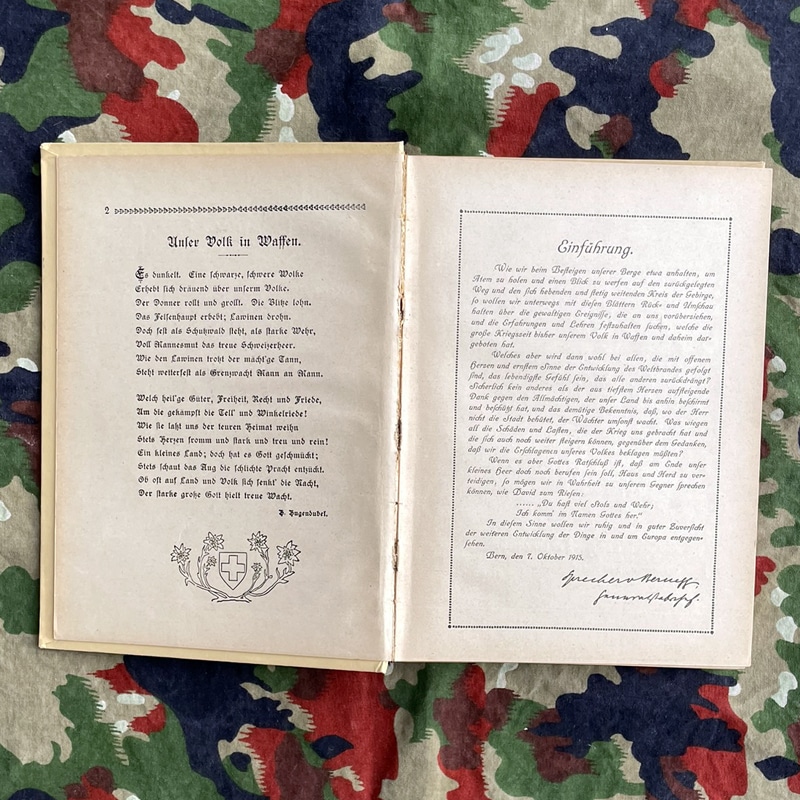 2
Unser Volk in Waffen.
Es dunkelt. Eine schwarze, schwere Wolke
Erhebt sich dräuend über unserm Volke.
Der Donner rollt und grollt. Die Blitze lohn.
Das Felsenhaupt erbebt; Lawinen drohn.
Doch fest als Schutzwald steht, als starke Wehr,
Voll Mannesmut das treue Schweizerheer.
Wie den Lawinen trotzt der mächt'ge Tann,
Steht wetterfest als Grenzwacht Mann an Mann.
Welch heil'ge Güter, Freiheit, Recht und Friede,
Um die gekämpft die Tell' und Winkelriede!
Wie sie laßt uns der teuren Heimat weihn
Stets Herzen fromm und stark und treu und rein!
Ein kleines Land; doch hat es Gott geschmückt;
Stets schaut das Aug die schlichte Pracht entzückt.
Ob oft auf Land und Volk sich senkt' die Nacht,
Der starke große Gott hielt treue Wacht.
Hugendubel.
Einführung.
Wie wir beim Besteigen unserer Berge etwa anhalten, um
Atem zu holen und einen Blick zu werfen auf den zurückgelegten
Weg und den sich hebenden und stetig weitenden Kreis der Gebirge,
so wollen wir unterwegs mit diesen Blättern Rück- und Umschau
halten über die gewaltigen Ereignisse, die an uns vorüberziehen,
und die Erfahrungen und Lehren festzuhalten suchen, welche die
große Kriegszeit bisher unserem Volk in Waffen und daheim dar-
geboten hat.
Welches aber wird dann wohl bei allen, die mit offenem
Herzen und ernstem Sinne der Entwicklung des Weltbrandes gefolgt
sind, das lebendigste Gefühl sein, das alle anderen zurückdrängt?
Sicherlich kein anderes als der aus tiefstem Herzen aufsteigende
Dank gegen den Allmächtigen, der unser Land bis anhin beschirmt
und beschützt hat, und das demütige Bekenntnis, daß, wo der Herr
nicht die Stadt behütet, der Wächter umsonst wacht. Was wiegen
all die Schäden und Lasten, die der Krieg uns gebracht hat und
die sich auch noch weiter steigern können, gegenüber dem Gedanken,
daß wir die Erschlagenen unseres Volkes beklagen müßten?
Wenn es aber Gottes Ratschluß ist, daß am Ende unser
kleines Heer doch noch berufen sein soll, Haus und Herd zu ver-
teidigen, so mögen wir in Wahrheit zu unserem Gegner sprechen
können, wie David zum Riesen:
...... „Du hast viel Stolz und Wehr;
Ich komm' im Namen Gottes her."
In diesem Sinne wollen wir ruhig und in guter Zuversicht
der weiteren Entwicklung der Dinge in und um Europa entgegen-
sehen.
Bern, den 7. Oktober 1915.
Sprecher v Bernegg.
Generalstabschef.